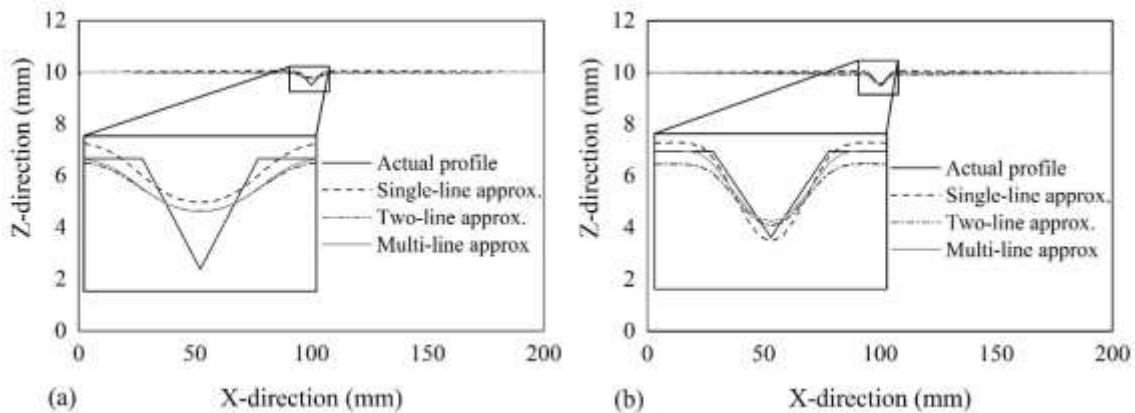 12
10
8
6
4
2
0
Z-direction (mm)
Actual profile
Single-line approx.
Two-line approx.
Multi-line approx
0 50 100 150 200
(a) X-direction (mm)
12
10
8
6
4
2
0
Z-direction (mm)
Actual profile
Single-line approx.
Two-line approx.
Multi-line approx
0 50 100 150 200
(b) X-direction (mm)